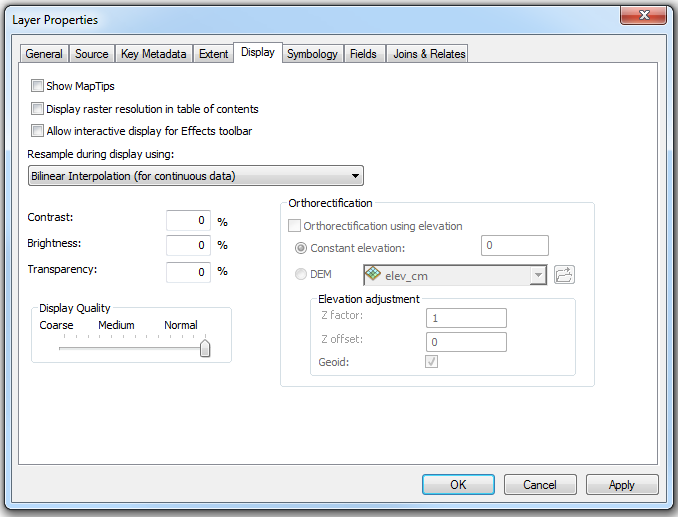 Layer Properties
General Source Key Metadata Extent Display Symbology Fields Joins & Relates
Show MapTips
Display raster resolution in table of contents
Allow interactive display for Effects toolbar
Resample during display using:
Bilinear Interpolation (for continuous data)
Contrast: 0 %
Brightness: 0 %
Transparency: 0 %
Display Quality
Coarse Medium Normal
Orthorectification
Orthorectification using elevation
Constant elevation: 0
DEM elev_cm
Elevation adjustment
Z factor: 1
Z offset: 0
Geoid:
OK Cancel Apply